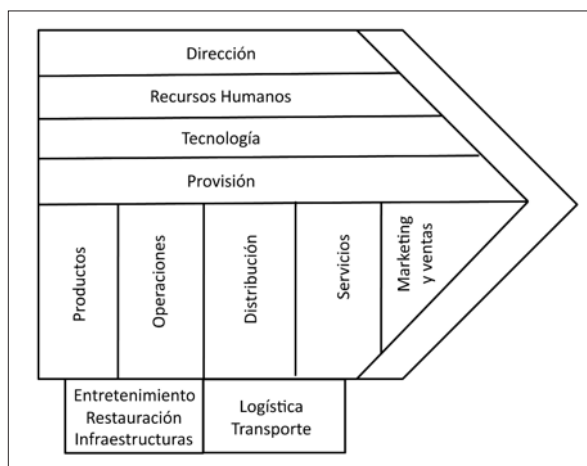 Dirección
Recursos Humanos
Tecnología
Provisión
Productos
Operaciones
Distribución
Servicios
Marketing
y ventas
Entretenimiento
Restauración
Infraestructuras
Logística
Transporte